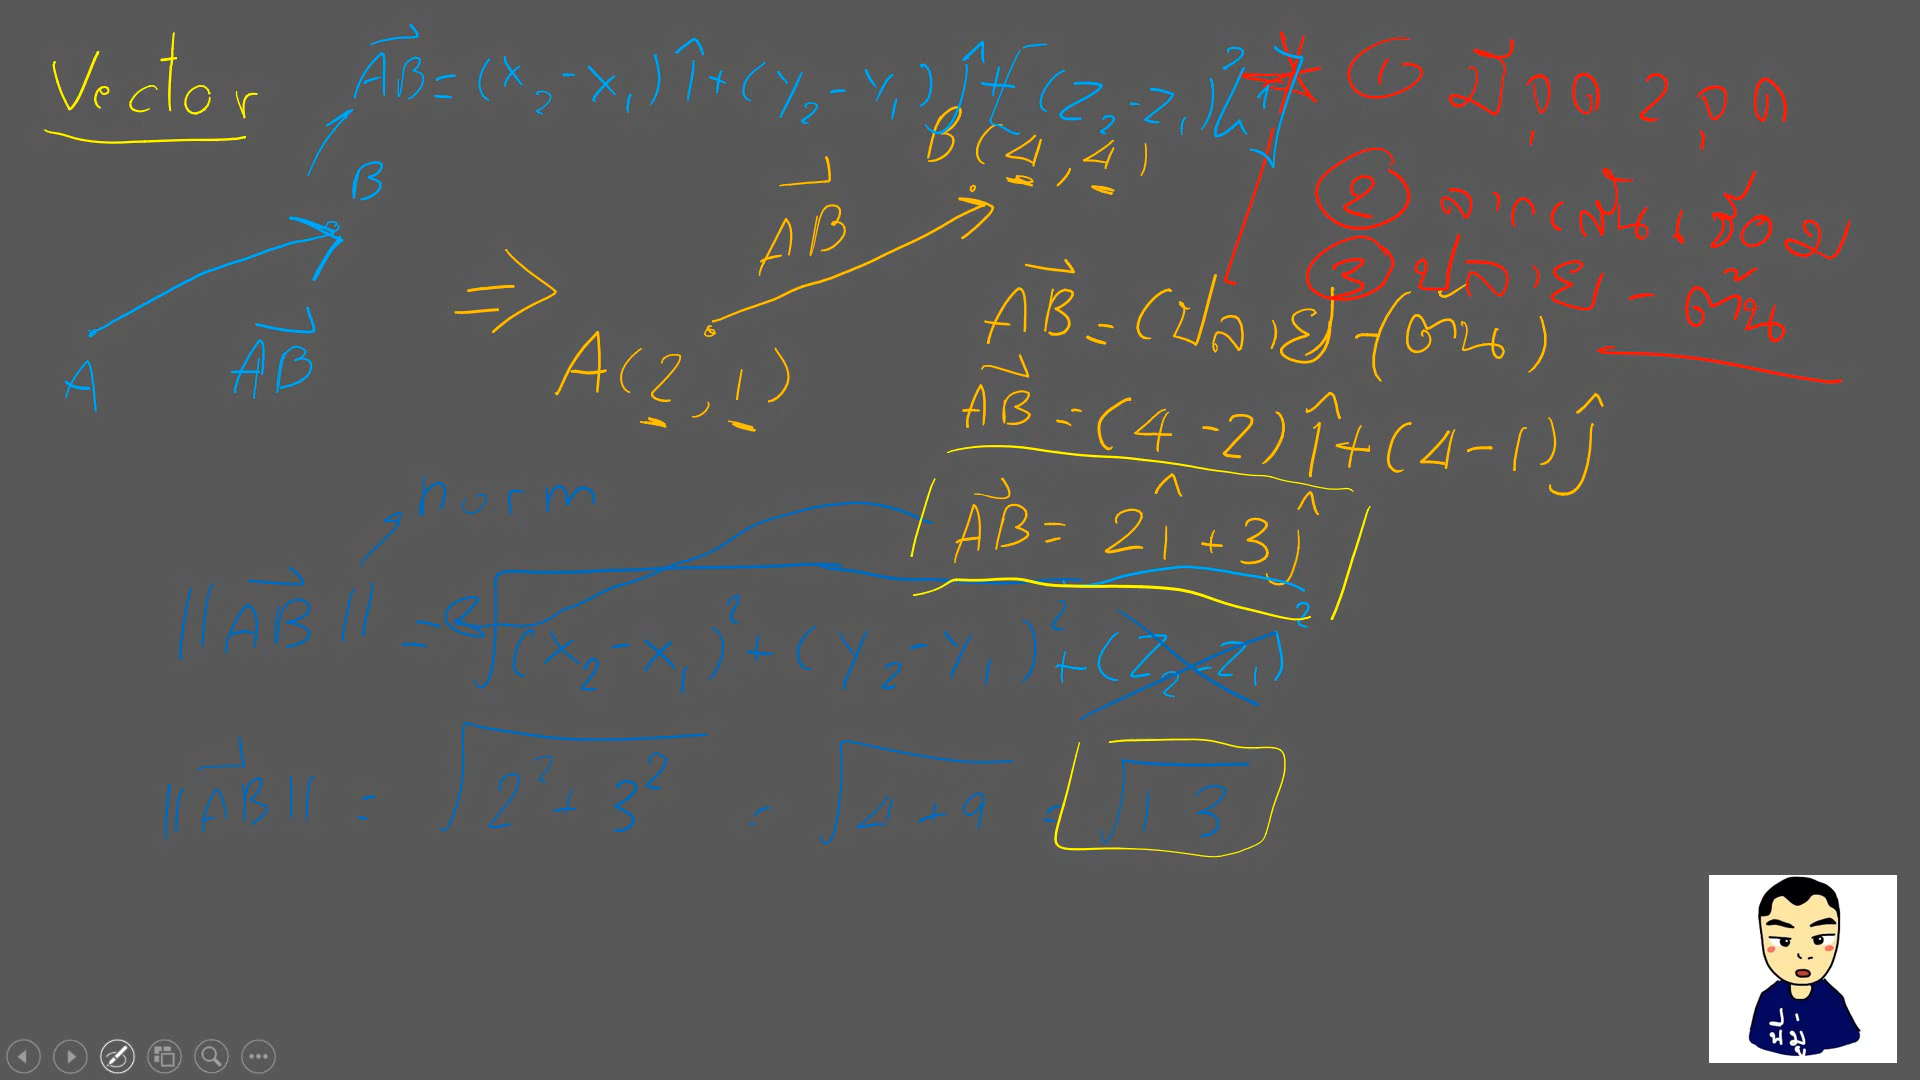 Vector
AB = (x₂ - x₁) î + (y₂ - y₁) ĵ + [(z₂ - z₁) k̂]
① มีจุด 2 จุด
② ลากเส้นเชื่อม
③ ปลาย - ต้น
B
A
AB
⇒
AB
B(4, 4)
A(2, 1)
AB = (ปลาย) - (ต้น)
AB = (4 - 2) î + (4 - 1) ĵ
AB = 2î + 3ĵ
norm
||AB|| = √(x₂ - x₁)² + (y₂ - y₁)² + (z₂ - z₁)²
||AB|| = √2² + 3² = √4 + 9 = √13